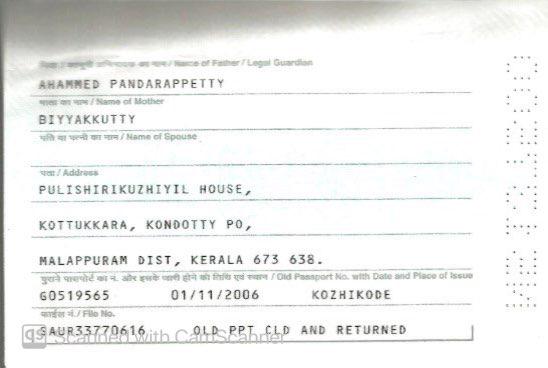 पिता / कानूनी अभिभावक का नाम / Name of Father / Legal Guardian
AHAMMED PANDARAPPETTY
माता का नाम / Name of Mother
BIYYAKKUTTY
पति या पत्नी का नाम / Name of Spouse
पता / Address
PULISHIRIKUZHIYIL HOUSE,
KOTTUKKARA, KONDOTTY PO,
MALAPPURAM DIST, KERALA 673 638.
पुराने पासपोर्ट का न. और इसके जारी होने की तिथि एवं स्थान / Old Passport No. with Date and Place of Issue
G0519565 01/11/2006 KOZHIKODE
फाईल नं. / File No.
SAUR33770616 OLD PPT CLD AND RETURNED
CS Scanned with CamScanner